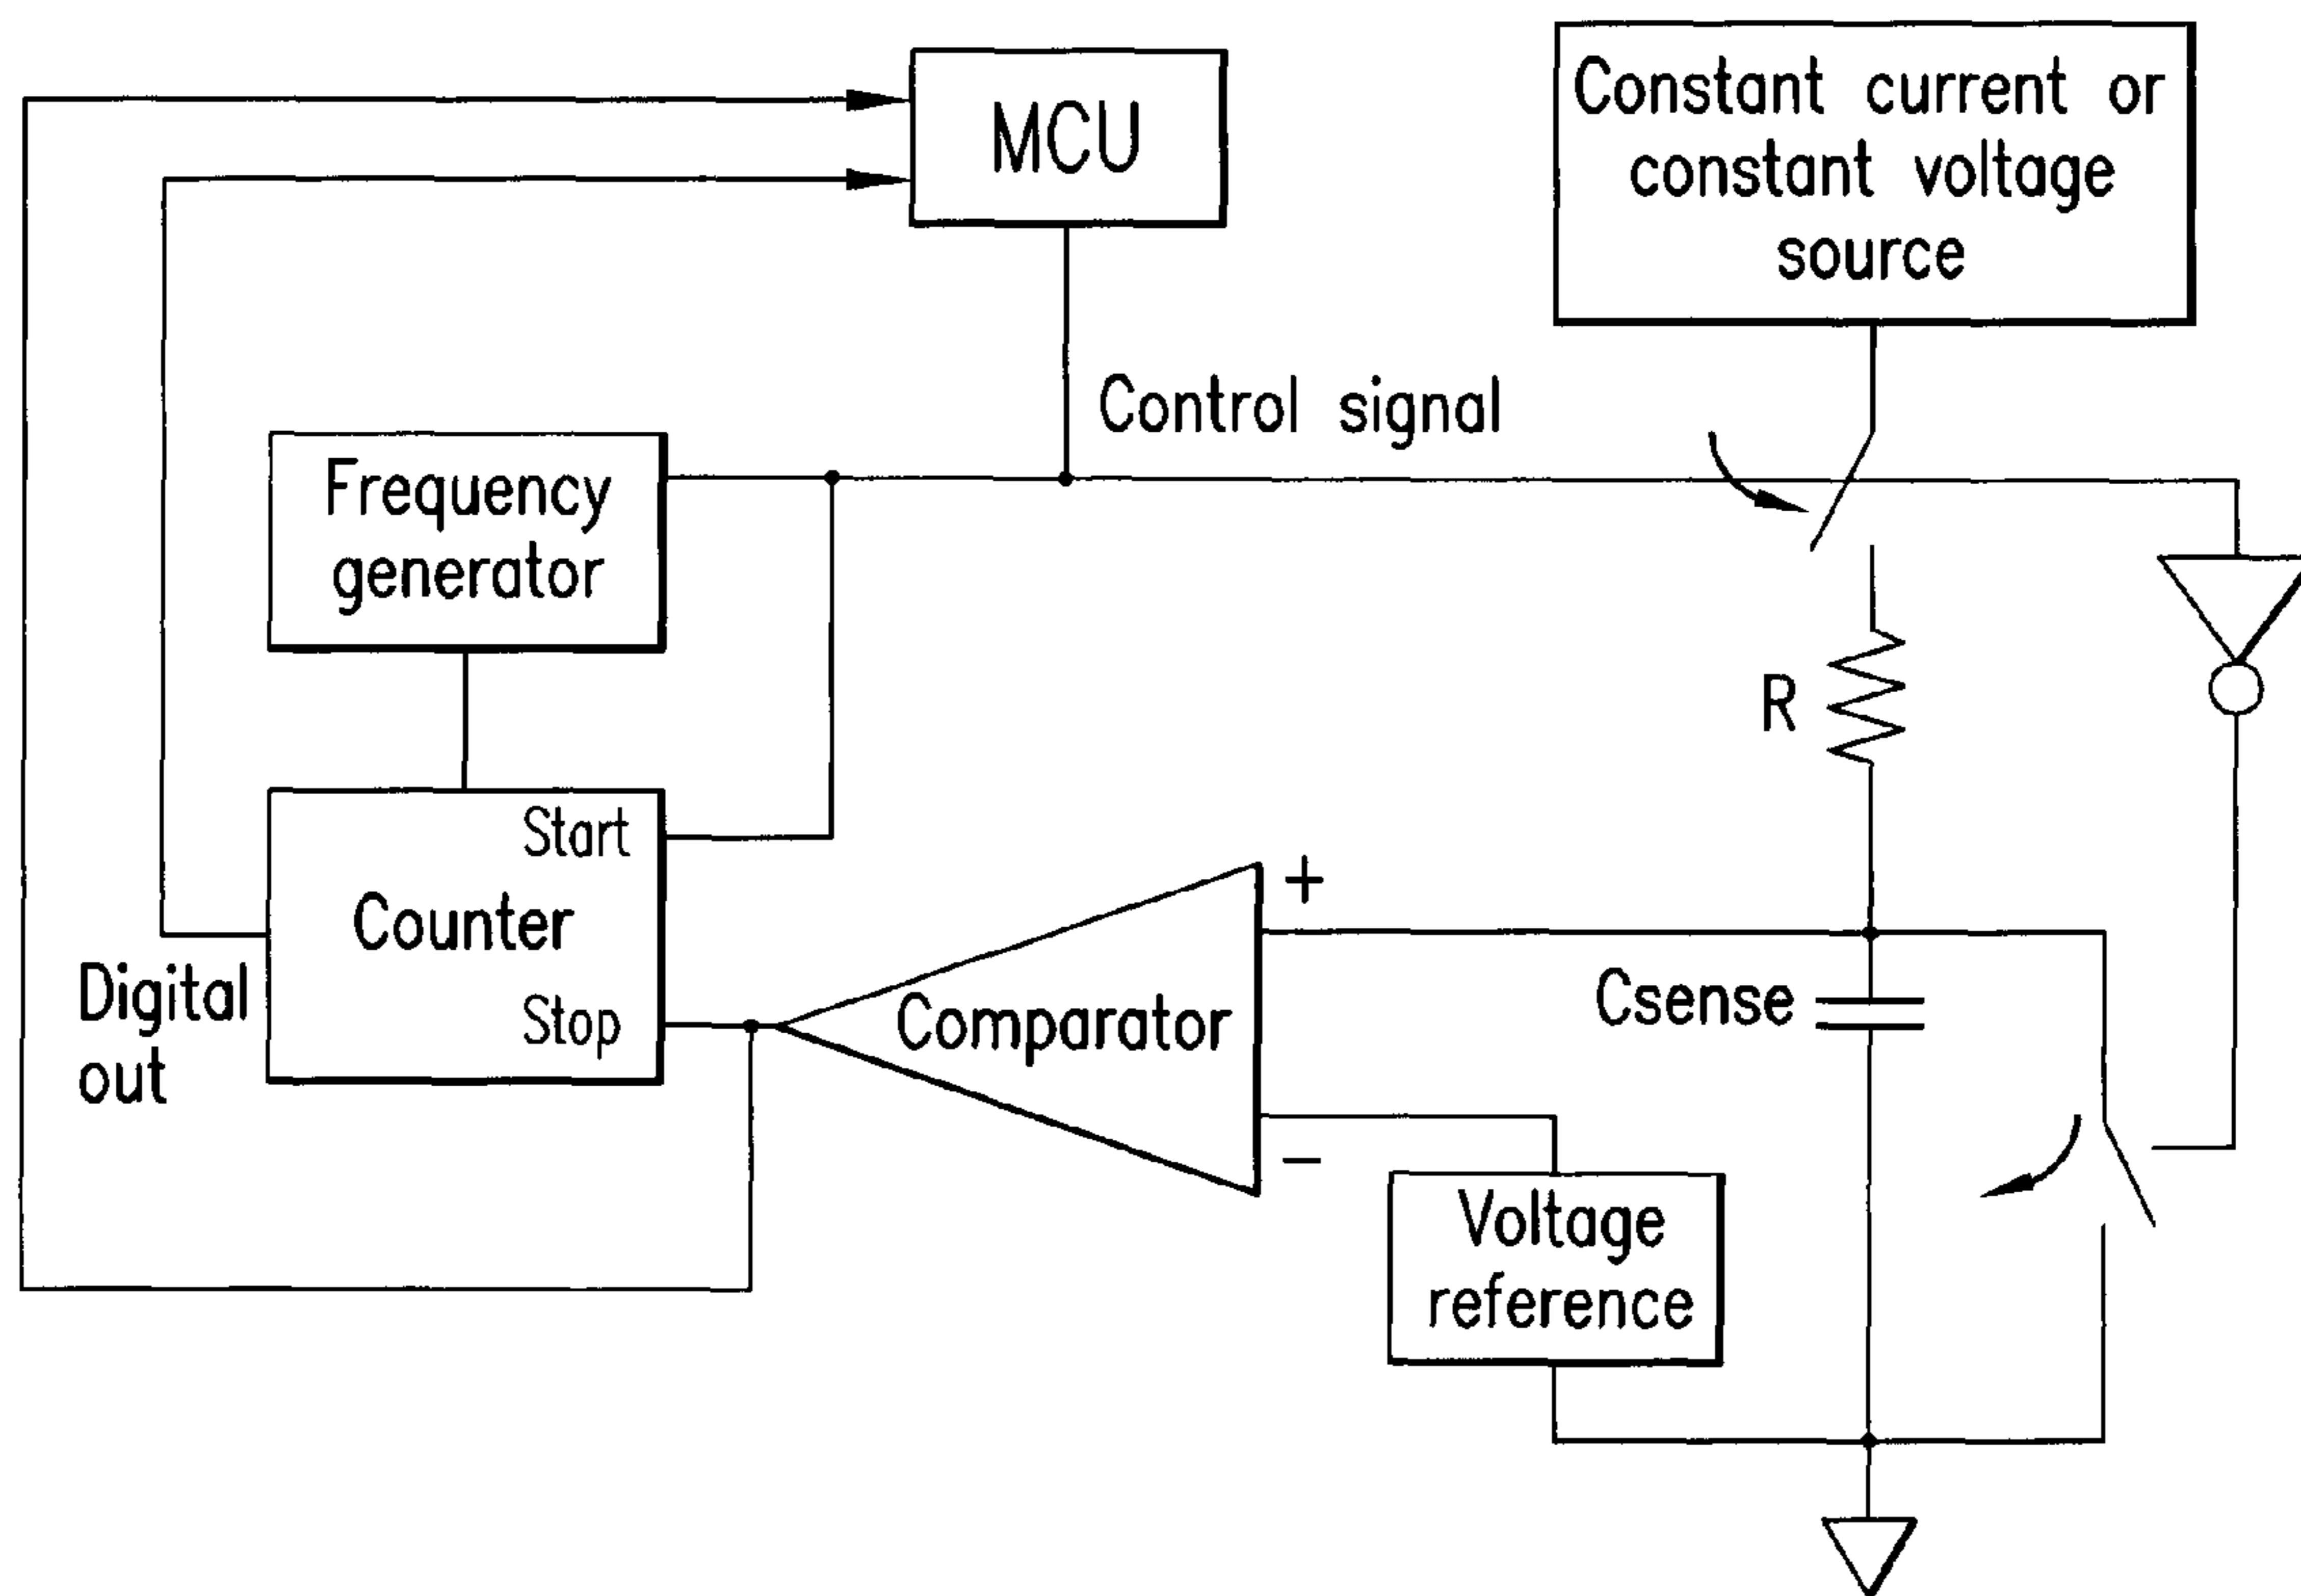 MCU
Constant current or
constant voltage
source
Control signal
Frequency
generator
R
Start
Counter
Stop
Digital
out
+
Comparator
-
Csense
Voltage
reference